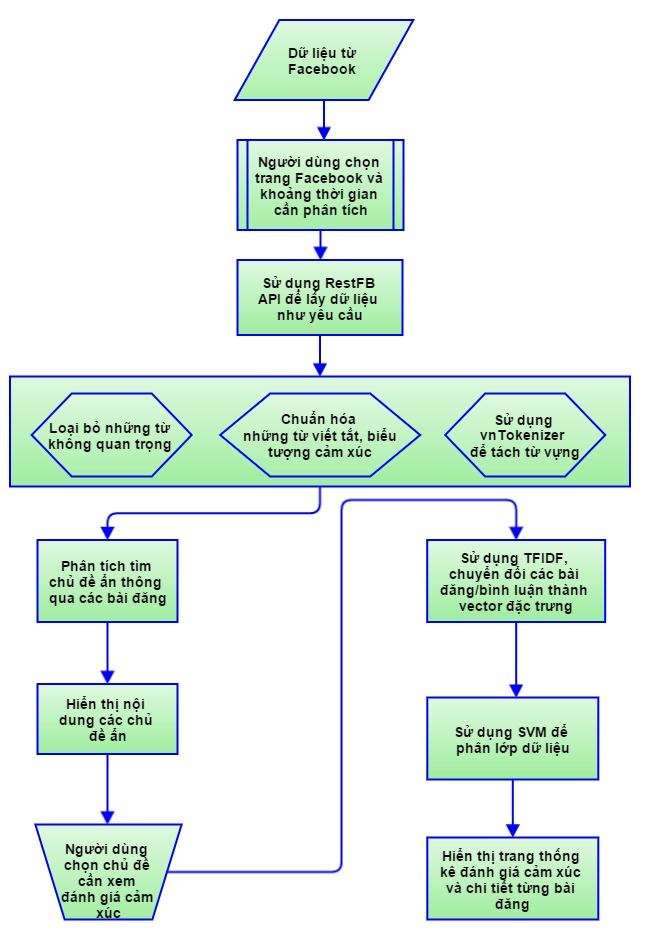 Dữ liệu từ
Facebook
Người dùng chọn
trang Facebook và
khoảng thời gian
cần phân tích
Sử dụng RestFB
API để lấy dữ liệu
như yêu cầu
Loại bỏ những từ
không quan trọng
Chuẩn hóa
những từ viết tắt, biểu
tượng cảm xúc
Sử dụng
vnTokenizer
để tách từ vựng
Phân tích tìm
chủ đề ẩn thông
qua các bài đăng
Hiển thị nội
dung các chủ
đề ẩn
Người dùng
chọn chủ đề
cần xem
đánh giá cảm
xúc
Sử dụng TFIDF,
chuyển đổi các bài
đăng/bình luận thành
vector đặc trưng
Sử dụng SVM để
phân lớp dữ liệu
Hiển thị trang thống
kê đánh giá cảm xúc
và chi tiết từng bài
đăng